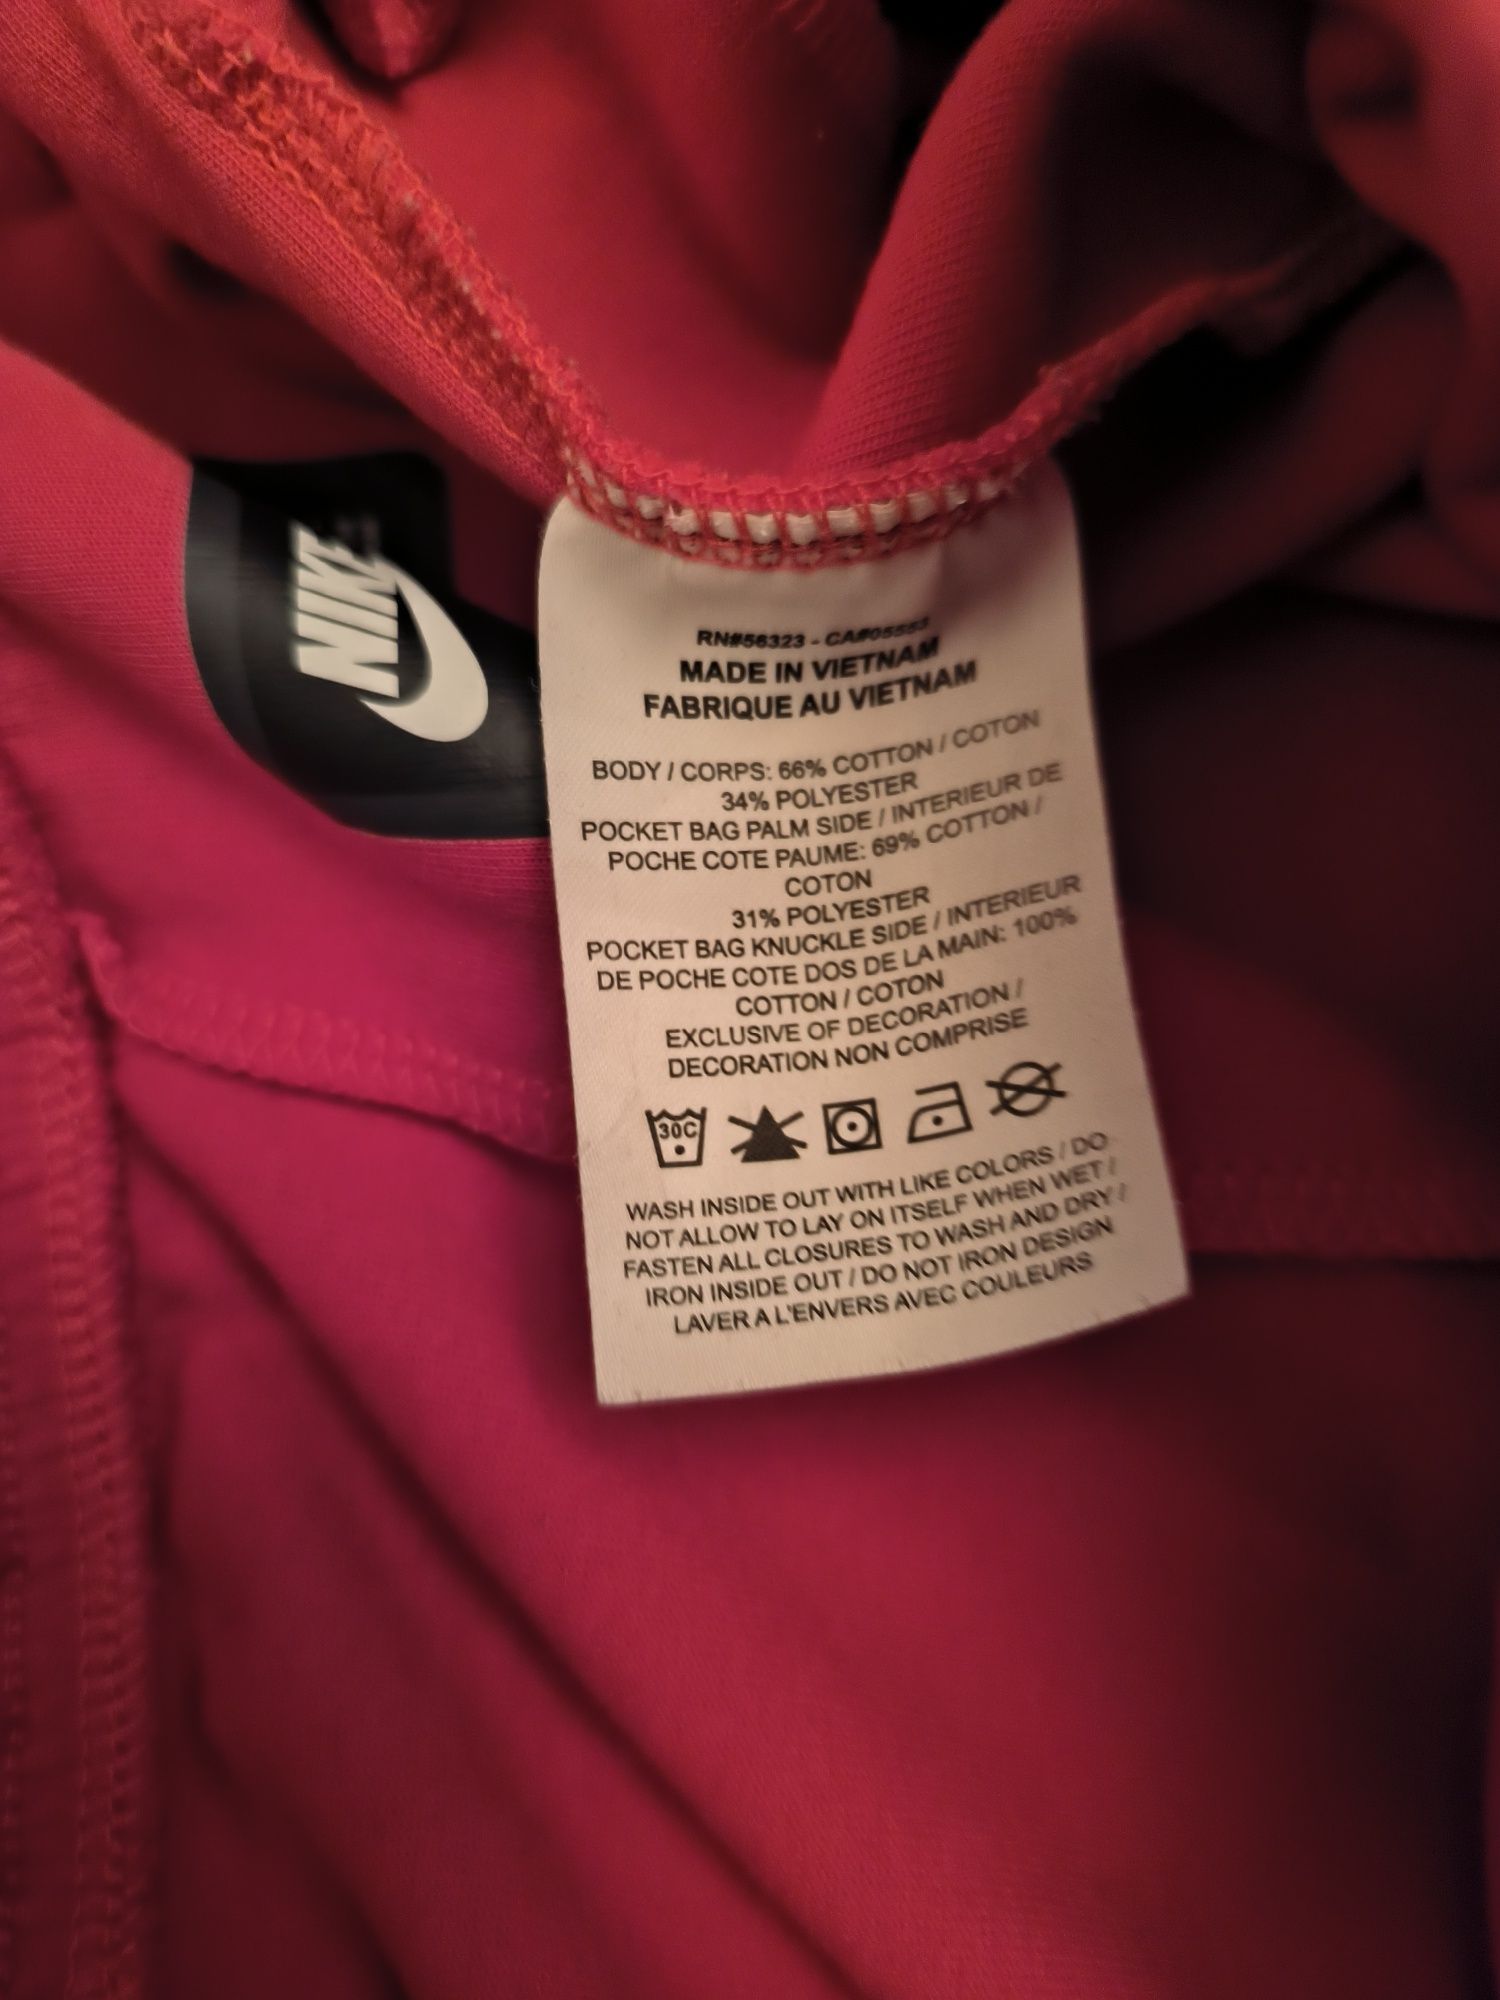 NIKE
RN#56323 - CA#05553
MADE IN VIETNAM
FABRIQUE AU VIETNAM
BODY / CORPS: 66% COTTON / COTON
34% POLYESTER
POCKET BAG PALM SIDE / INTERIEUR DE
POCHE COTE PAUME: 69% COTTON /
COTON
31% POLYESTER
POCKET BAG KNUCKLE SIDE / INTERIEUR
DE POCHE COTE DOS DE LA MAIN: 100%
COTTON / COTON
EXCLUSIVE OF DECORATION /
DECORATION NON COMPRISE
30C
WASH INSIDE OUT WITH LIKE COLORS / DO
NOT ALLOW TO LAY ON ITSELF WHEN WET /
FASTEN ALL CLOSURES TO WASH AND DRY /
IRON INSIDE OUT / DO NOT IRON DESIGN
LAVER A L'ENVERS AVEC COULEURS